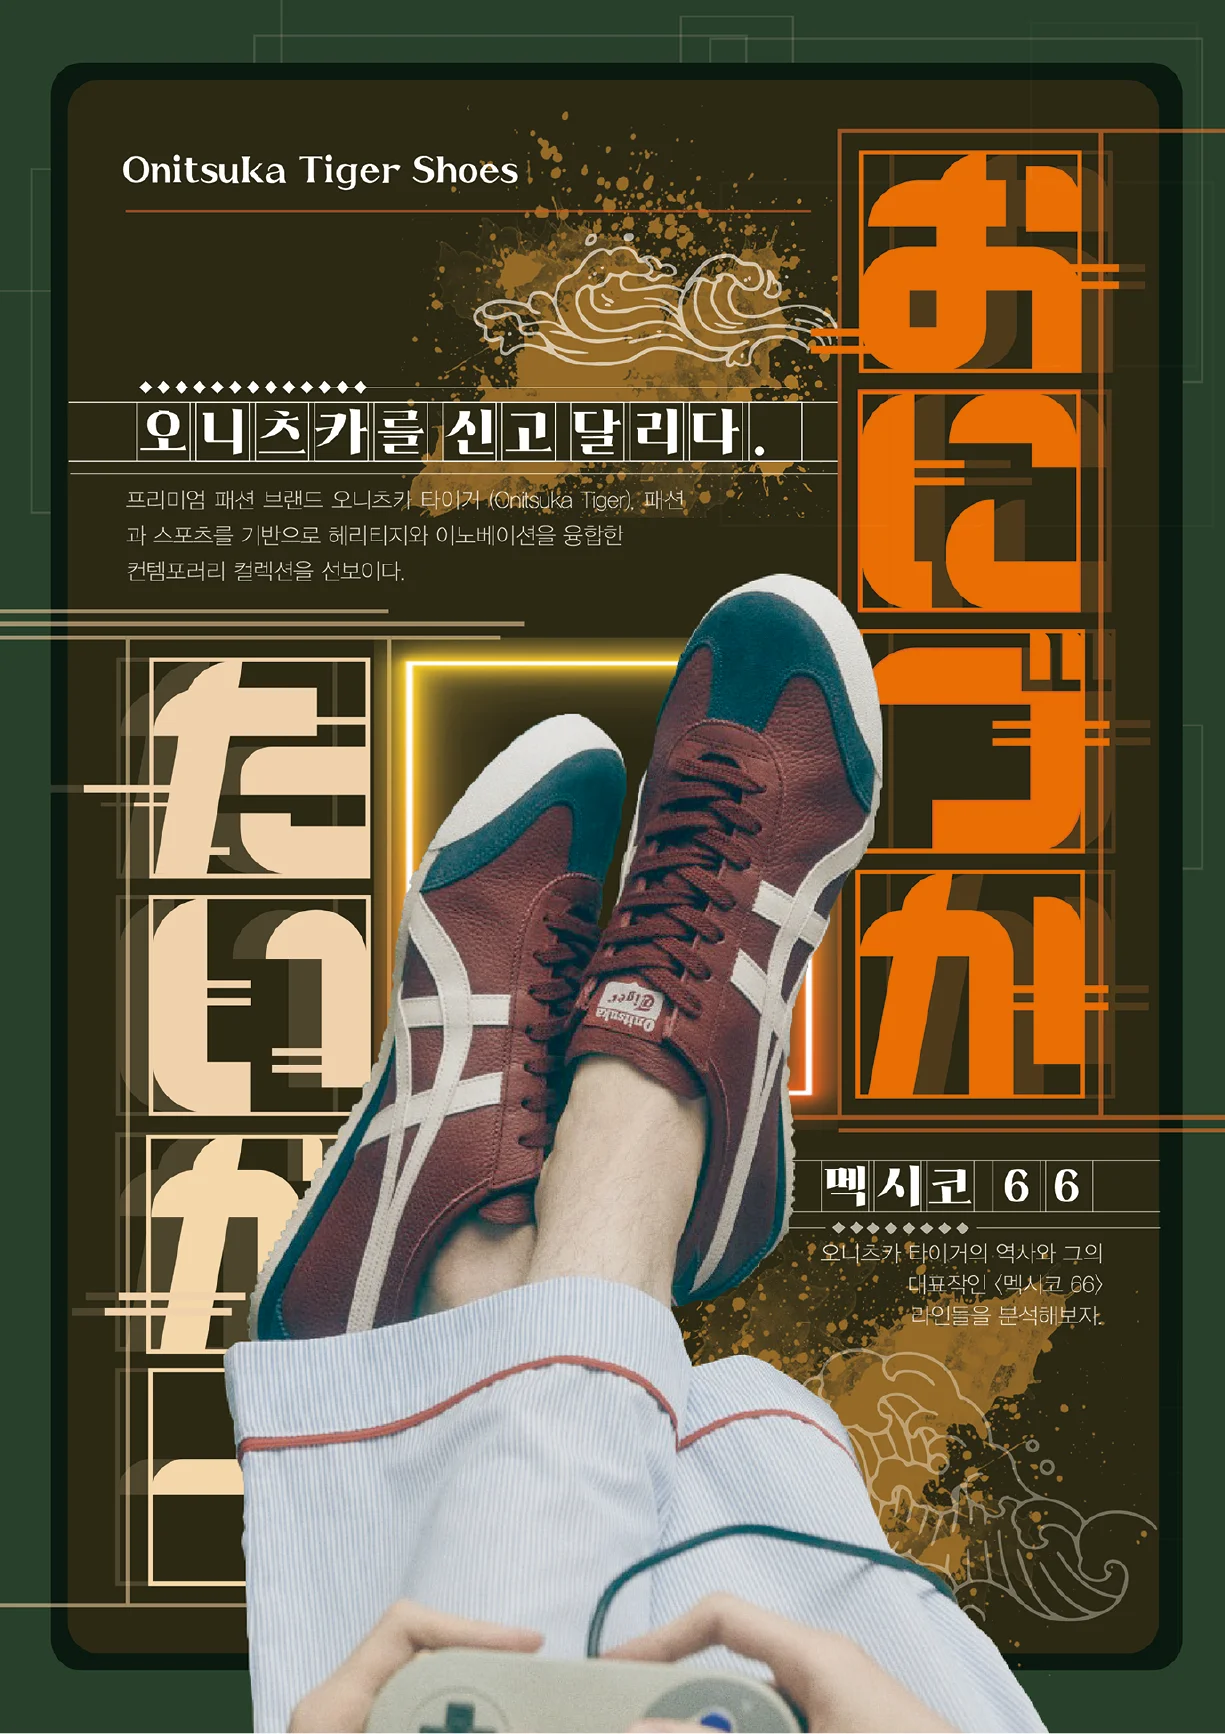 Onitsuka Tiger Shoes
おにづか
오니츠카를 신고 달리다.
프리미엄 패션 브랜드 오니츠카 타이거 (Onitsuka Tiger). 패션
과 스포츠를 기반으로 헤리티지와 이노베이션을 융합한
컨템포러리 컬렉션을 선보이다.
たいがー
Onitsuka
Tiger
멕시코 66
오니츠카 타이거의 역사와 그의
대표작인 <멕시코 66>
라인들을 분석해보자.